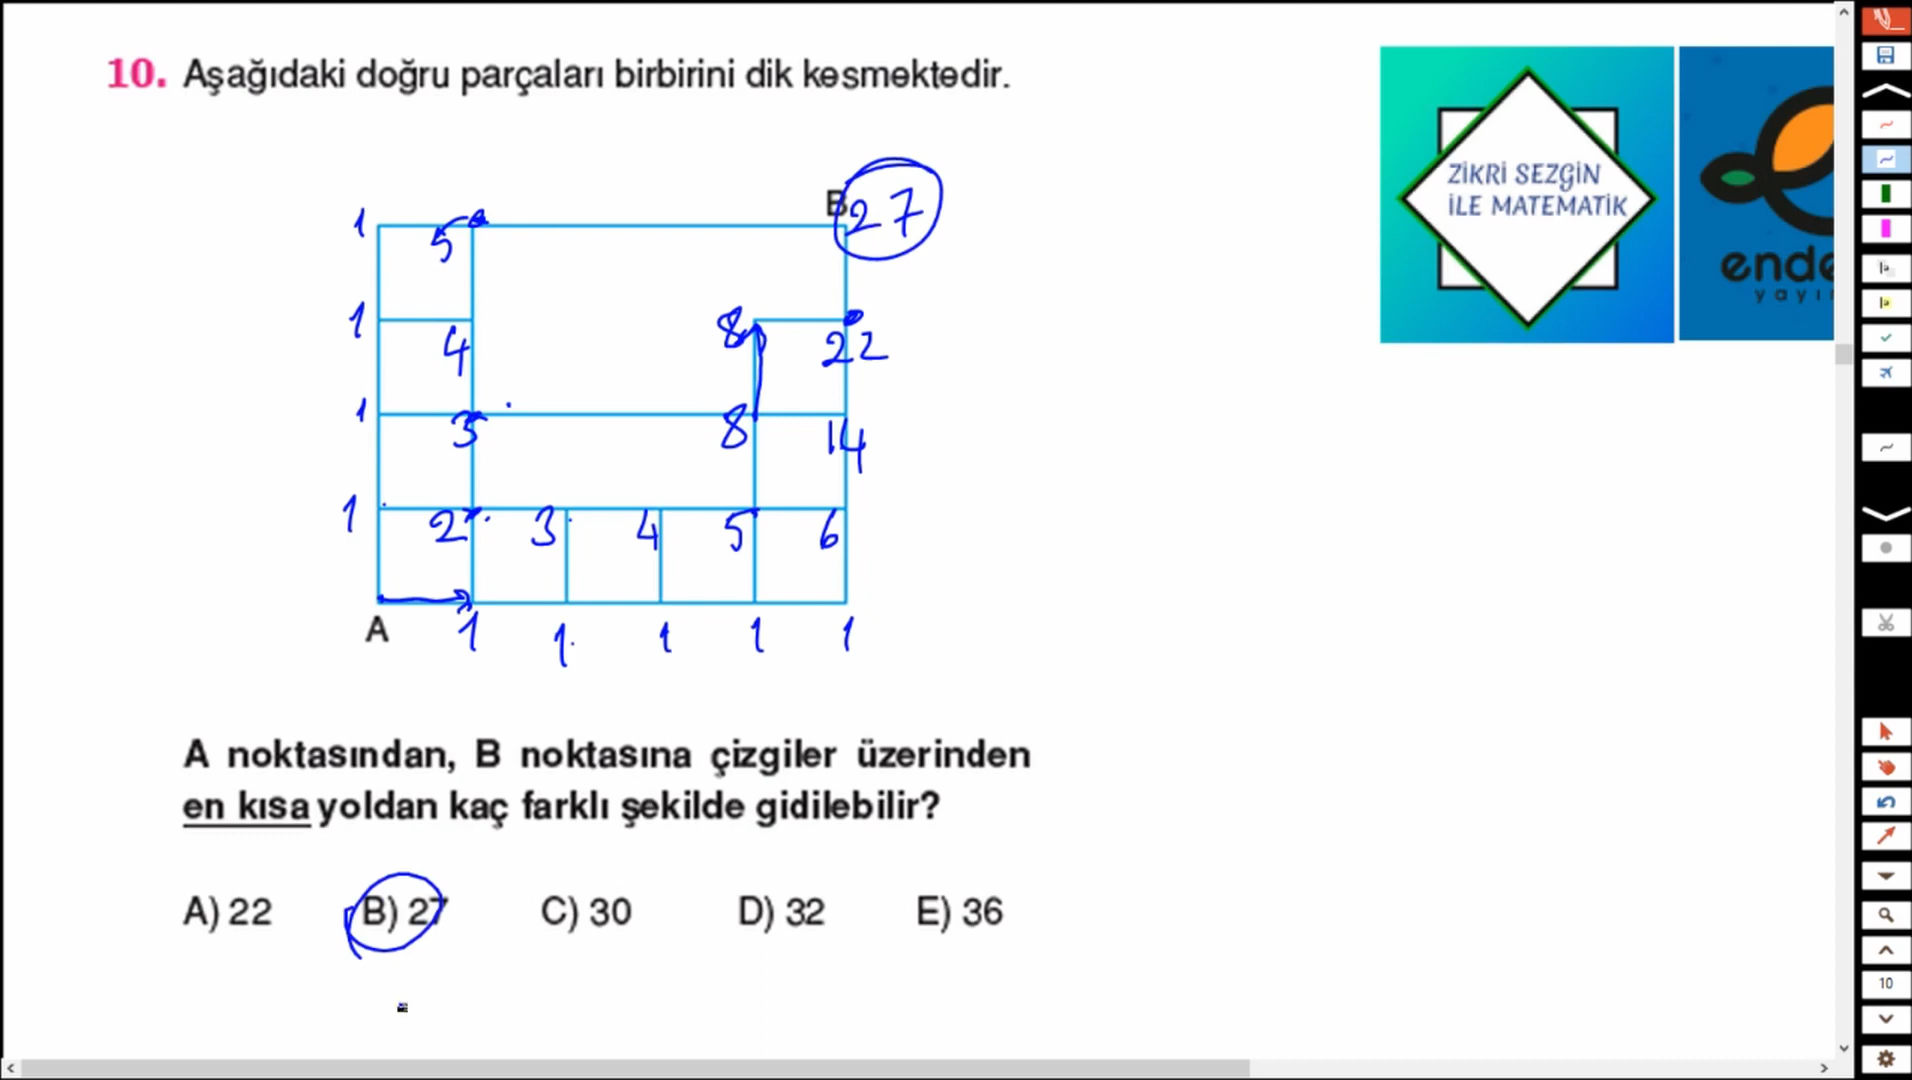 10. Aşağıdaki doğru parçaları birbirini dik kesmektedir.
ZİKRİ SEZGİN
İLE MATEMATİK
B 27
1 5
1 4 8 22
1 3 8 14
1 2 3 4 5 6
A 1 1 1 1 1
A noktasından, B noktasına çizgiler üzerinden
en kısa yoldan kaç farklı şekilde gidilebilir?
A) 22 B) 27 C) 30 D) 32 E) 36
10